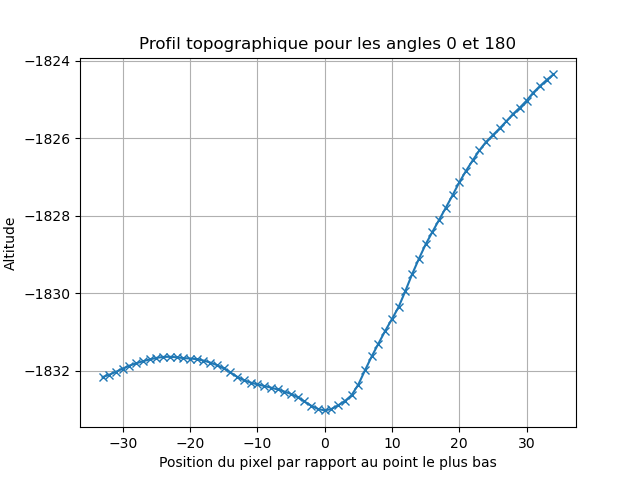 Profil topographique pour les angles 0 et 180
−1824
−1826
−1828
−1830
−1832
Altitude
−30 −20 −10 0 10 20 30
Position du pixel par rapport au point le plus bas